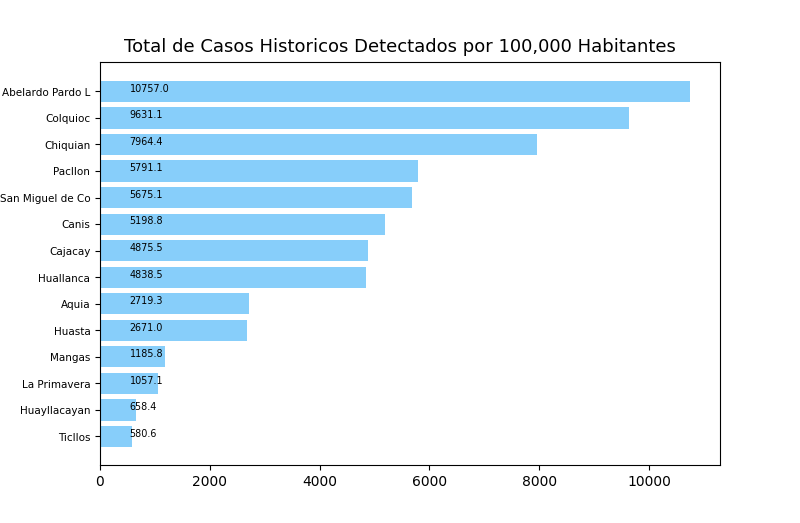 Total de Casos Historicos Detectados por 100,000 Habitantes
Abelardo Pardo L 10757.0
Colquioc 9631.1
Chiquian 7964.4
Pacllon 5791.1
San Miguel de Co 5675.1
Canis 5198.8
Cajacay 4875.5
Huallanca 4838.5
Aquia 2719.3
Huasta 2671.0
Mangas 1185.8
La Primavera 1057.1
Huayllacayan 658.4
Ticllos 580.6
0 2000 4000 6000 8000 10000